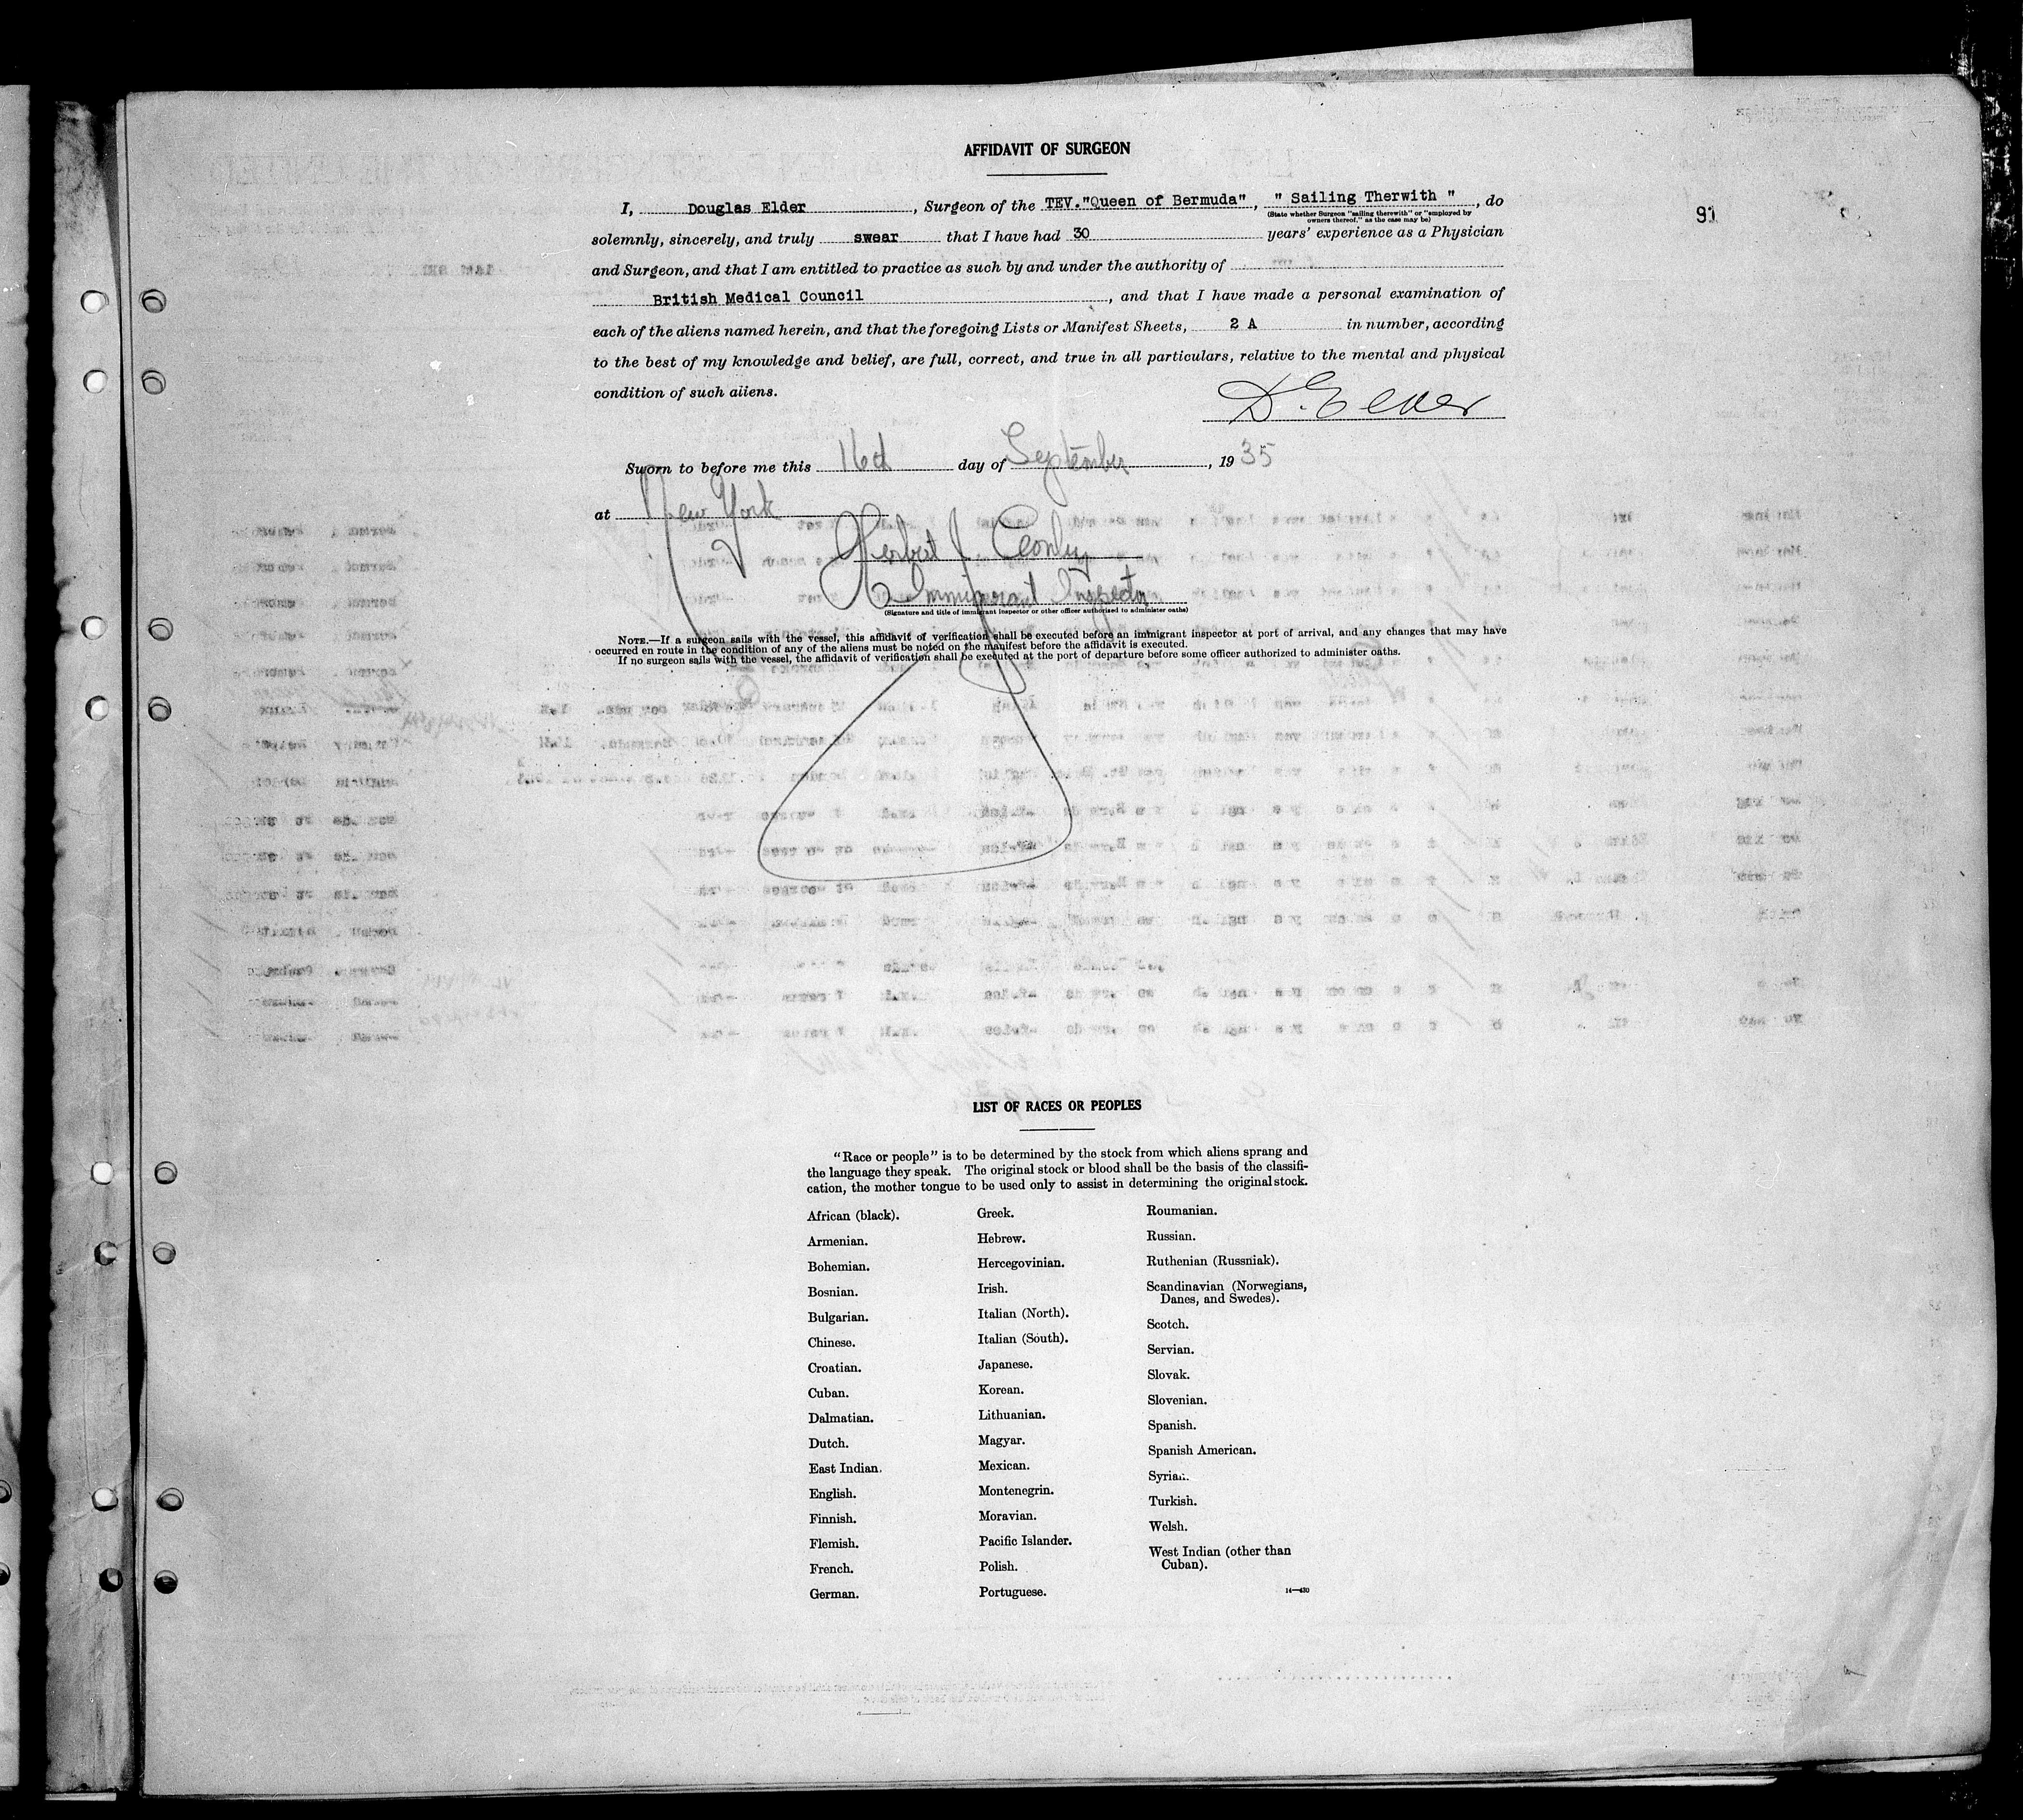 AFFIDAVIT OF SURGEON
91
I, Douglas Elder, Surgeon of the TEV."Queen of Bermuda", " Sailing Therwith ", do
(State whether Surgeon "sailing therewith" or "employed by
owners thereof," as the case may be)
solemnly, sincerely, and truly swear that I have had 30 years' experience as a Physician
and Surgeon, and that I am entitled to practice as such by and under the authority of
British Medical Council, and that I have made a personal examination of
each of the aliens named herein, and that the foregoing Lists or Manifest Sheets, 2 A in number, according
to the best of my knowledge and belief, are full, correct, and true in all particulars, relative to the mental and physical
condition of such aliens.
D. Elder
Sworn to before me this 16th day of September, 1935
at New York
Herbert J.
Immigrant Inspector
(Signature and title of immigrant inspector or other officer authorized to administer oaths)
NOTE.—If a surgeon sails with the vessel, this affidavit of verification shall be executed before an immigrant inspector at port of arrival, and any changes that may have
occurred en route in the condition of any of the aliens must be noted on the manifest before the affidavit is executed.
If no surgeon sails with the vessel, the affidavit of verification shall be executed at the port of departure before some officer authorized to administer oaths.
LIST OF RACES OR PEOPLES
"Race or people" is to be determined by the stock from which aliens sprang and
the language they speak. The original stock or blood shall be the basis of the classifi-
cation, the mother tongue to be used only to assist in determining the original stock.
African (black).
Armenian.
Bohemian.
Bosnian.
Bulgarian.
Chinese.
Croatian.
Cuban.
Dalmatian.
Dutch.
East Indian.
English.
Finnish.
Flemish.
French.
German.
Greek.
Hebrew.
Hercegovinian.
Irish.
Italian (North).
Italian (South).
Japanese.
Korean.
Lithuanian.
Magyar.
Mexican.
Montenegrin.
Moravian.
Pacific Islander.
Polish.
Portuguese.
Roumanian.
Russian.
Ruthenian (Russniak).
Scandinavian (Norwegians,
Danes, and Swedes).
Scotch.
Servian.
Slovak.
Slovenian.
Spanish.
Spanish American.
Syrian.
Turkish.
Welsh.
West Indian (other than
Cuban).
14—430